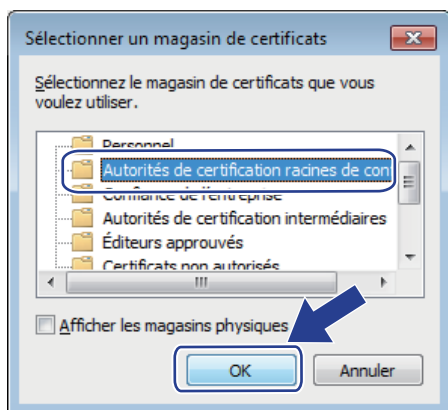 Sélectionner un magasin de certificats
Sélectionnez le magasin de certificats que vous
voulez utiliser.
Personnel
Autorités de certification racines de con
Confiance de l'entreprise
Autorités de certification intermédiaires
Éditeurs approuvés
Certificats non autorisés
Afficher les magasins physiques
OK
Annuler